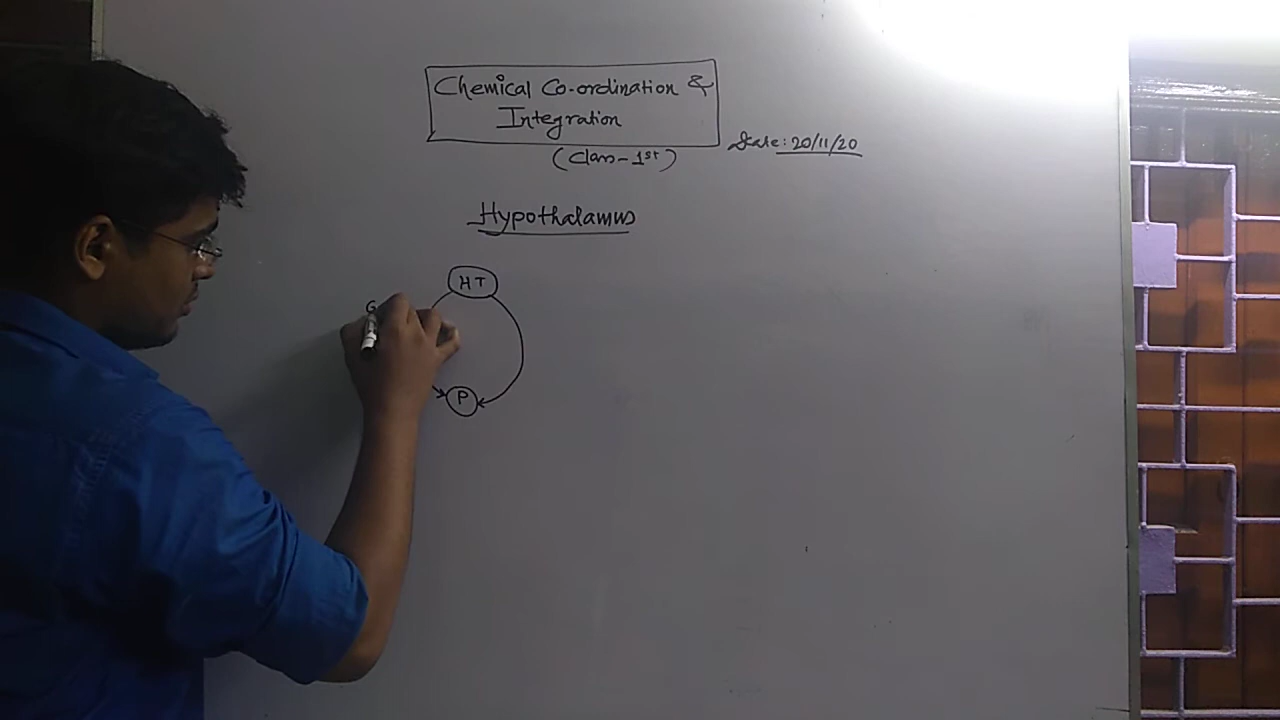 Chemical Co-ordination &
Integration
(Class-1st)
Date: 20/11/20
Hypothalamus
HT
G
P